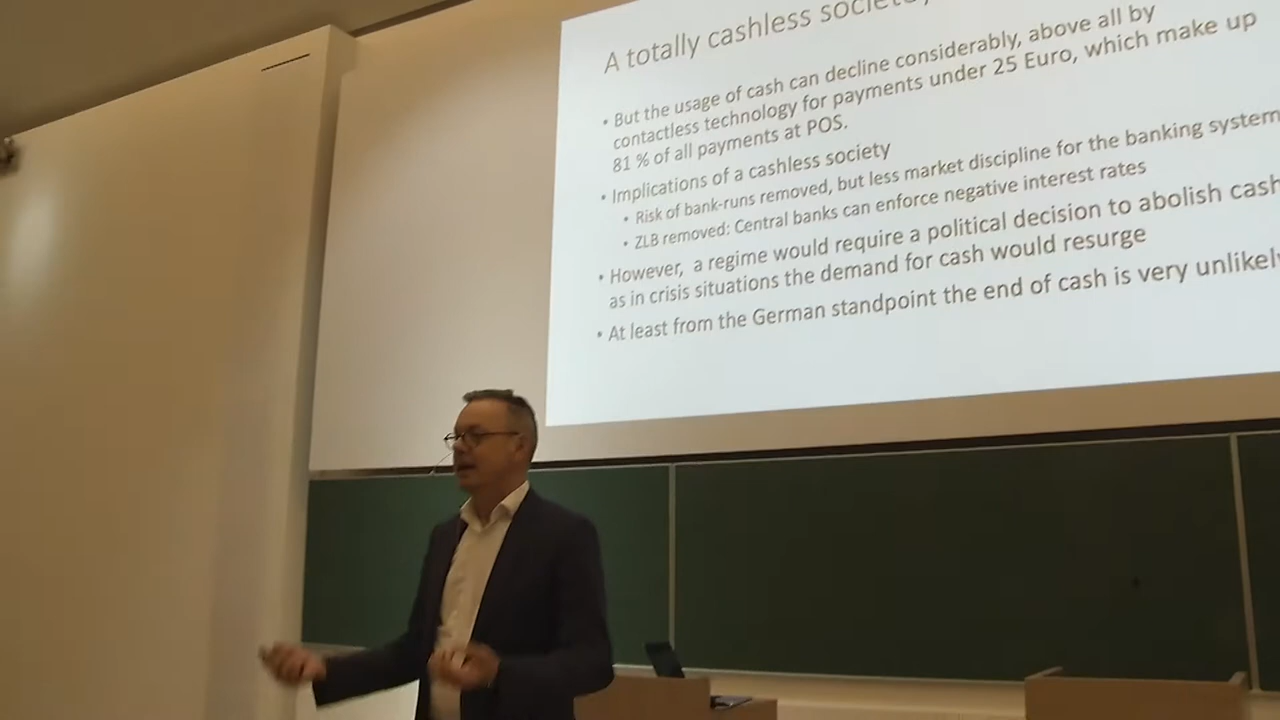 A totally cashless society
• But the usage of cash can decline considerably, above all by
contactless technology for payments under 25 Euro, which make up
81 % of all payments at POS.
• Implications of a cashless society
• Risk of bank-runs removed, but less market discipline for the banking system
• ZLB removed: Central banks can enforce negative interest rates
• However, a regime would require a political decision to abolish cash
as in crisis situations the demand for cash would resurge
• At least from the German standpoint the end of cash is very unlikely